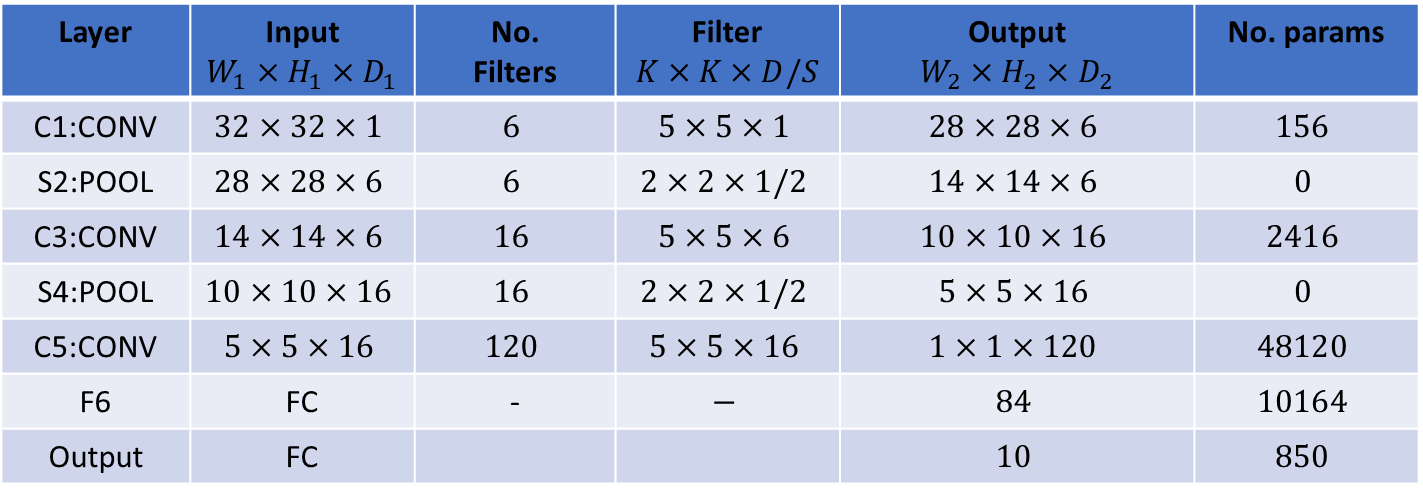 Layer Input No. Filter Output No. params
W₁ × H₁ × D₁ Filters K × K × D/S W₂ × H₂ × D₂
C1:CONV 32 × 32 × 1 6 5 × 5 × 1 28 × 28 × 6 156
S2:POOL 28 × 28 × 6 6 2 × 2 × 1/2 14 × 14 × 6 0
C3:CONV 14 × 14 × 6 16 5 × 5 × 6 10 × 10 × 16 2416
S4:POOL 10 × 10 × 16 16 2 × 2 × 1/2 5 × 5 × 16 0
C5:CONV 5 × 5 × 16 120 5 × 5 × 16 1 × 1 × 120 48120
F6 FC - − 84 10164
Output FC 10 850